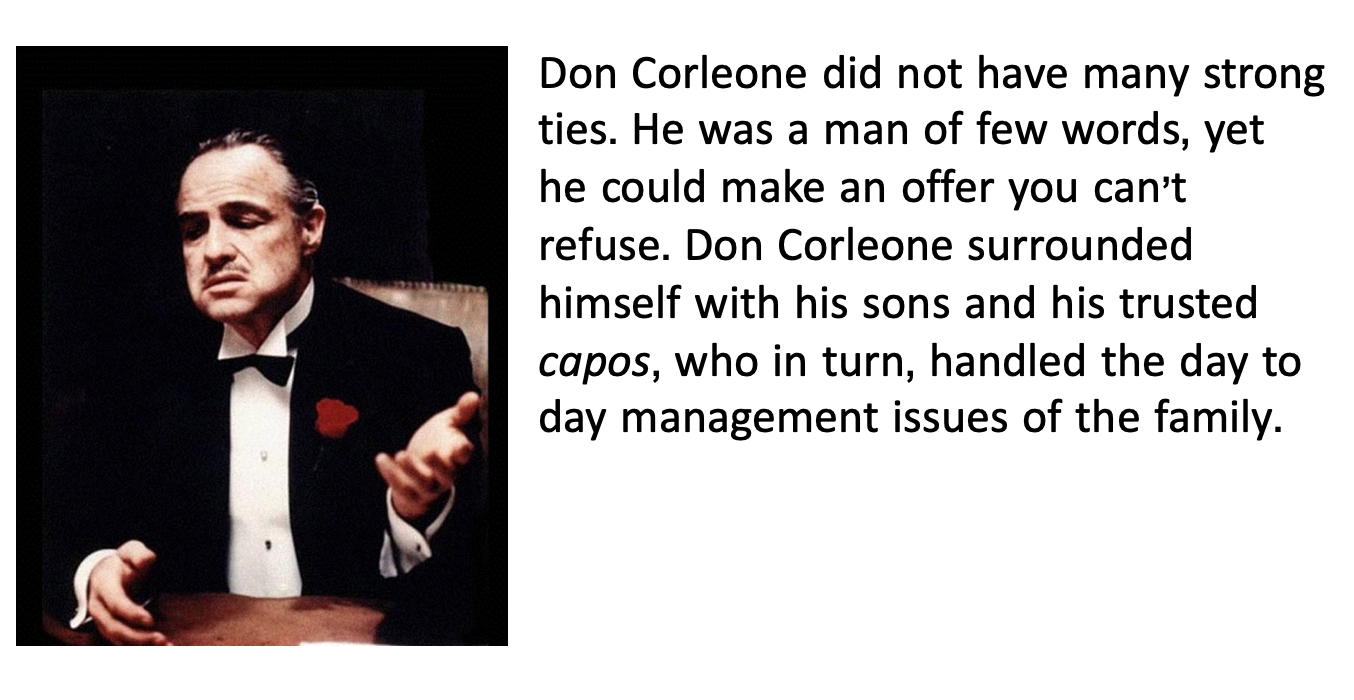 Don Corleone did not have many strong
ties. He was a man of few words, yet
he could make an offer you can’t
refuse. Don Corleone surrounded
himself with his sons and his trusted
capos, who in turn, handled the day to
day management issues of the family.